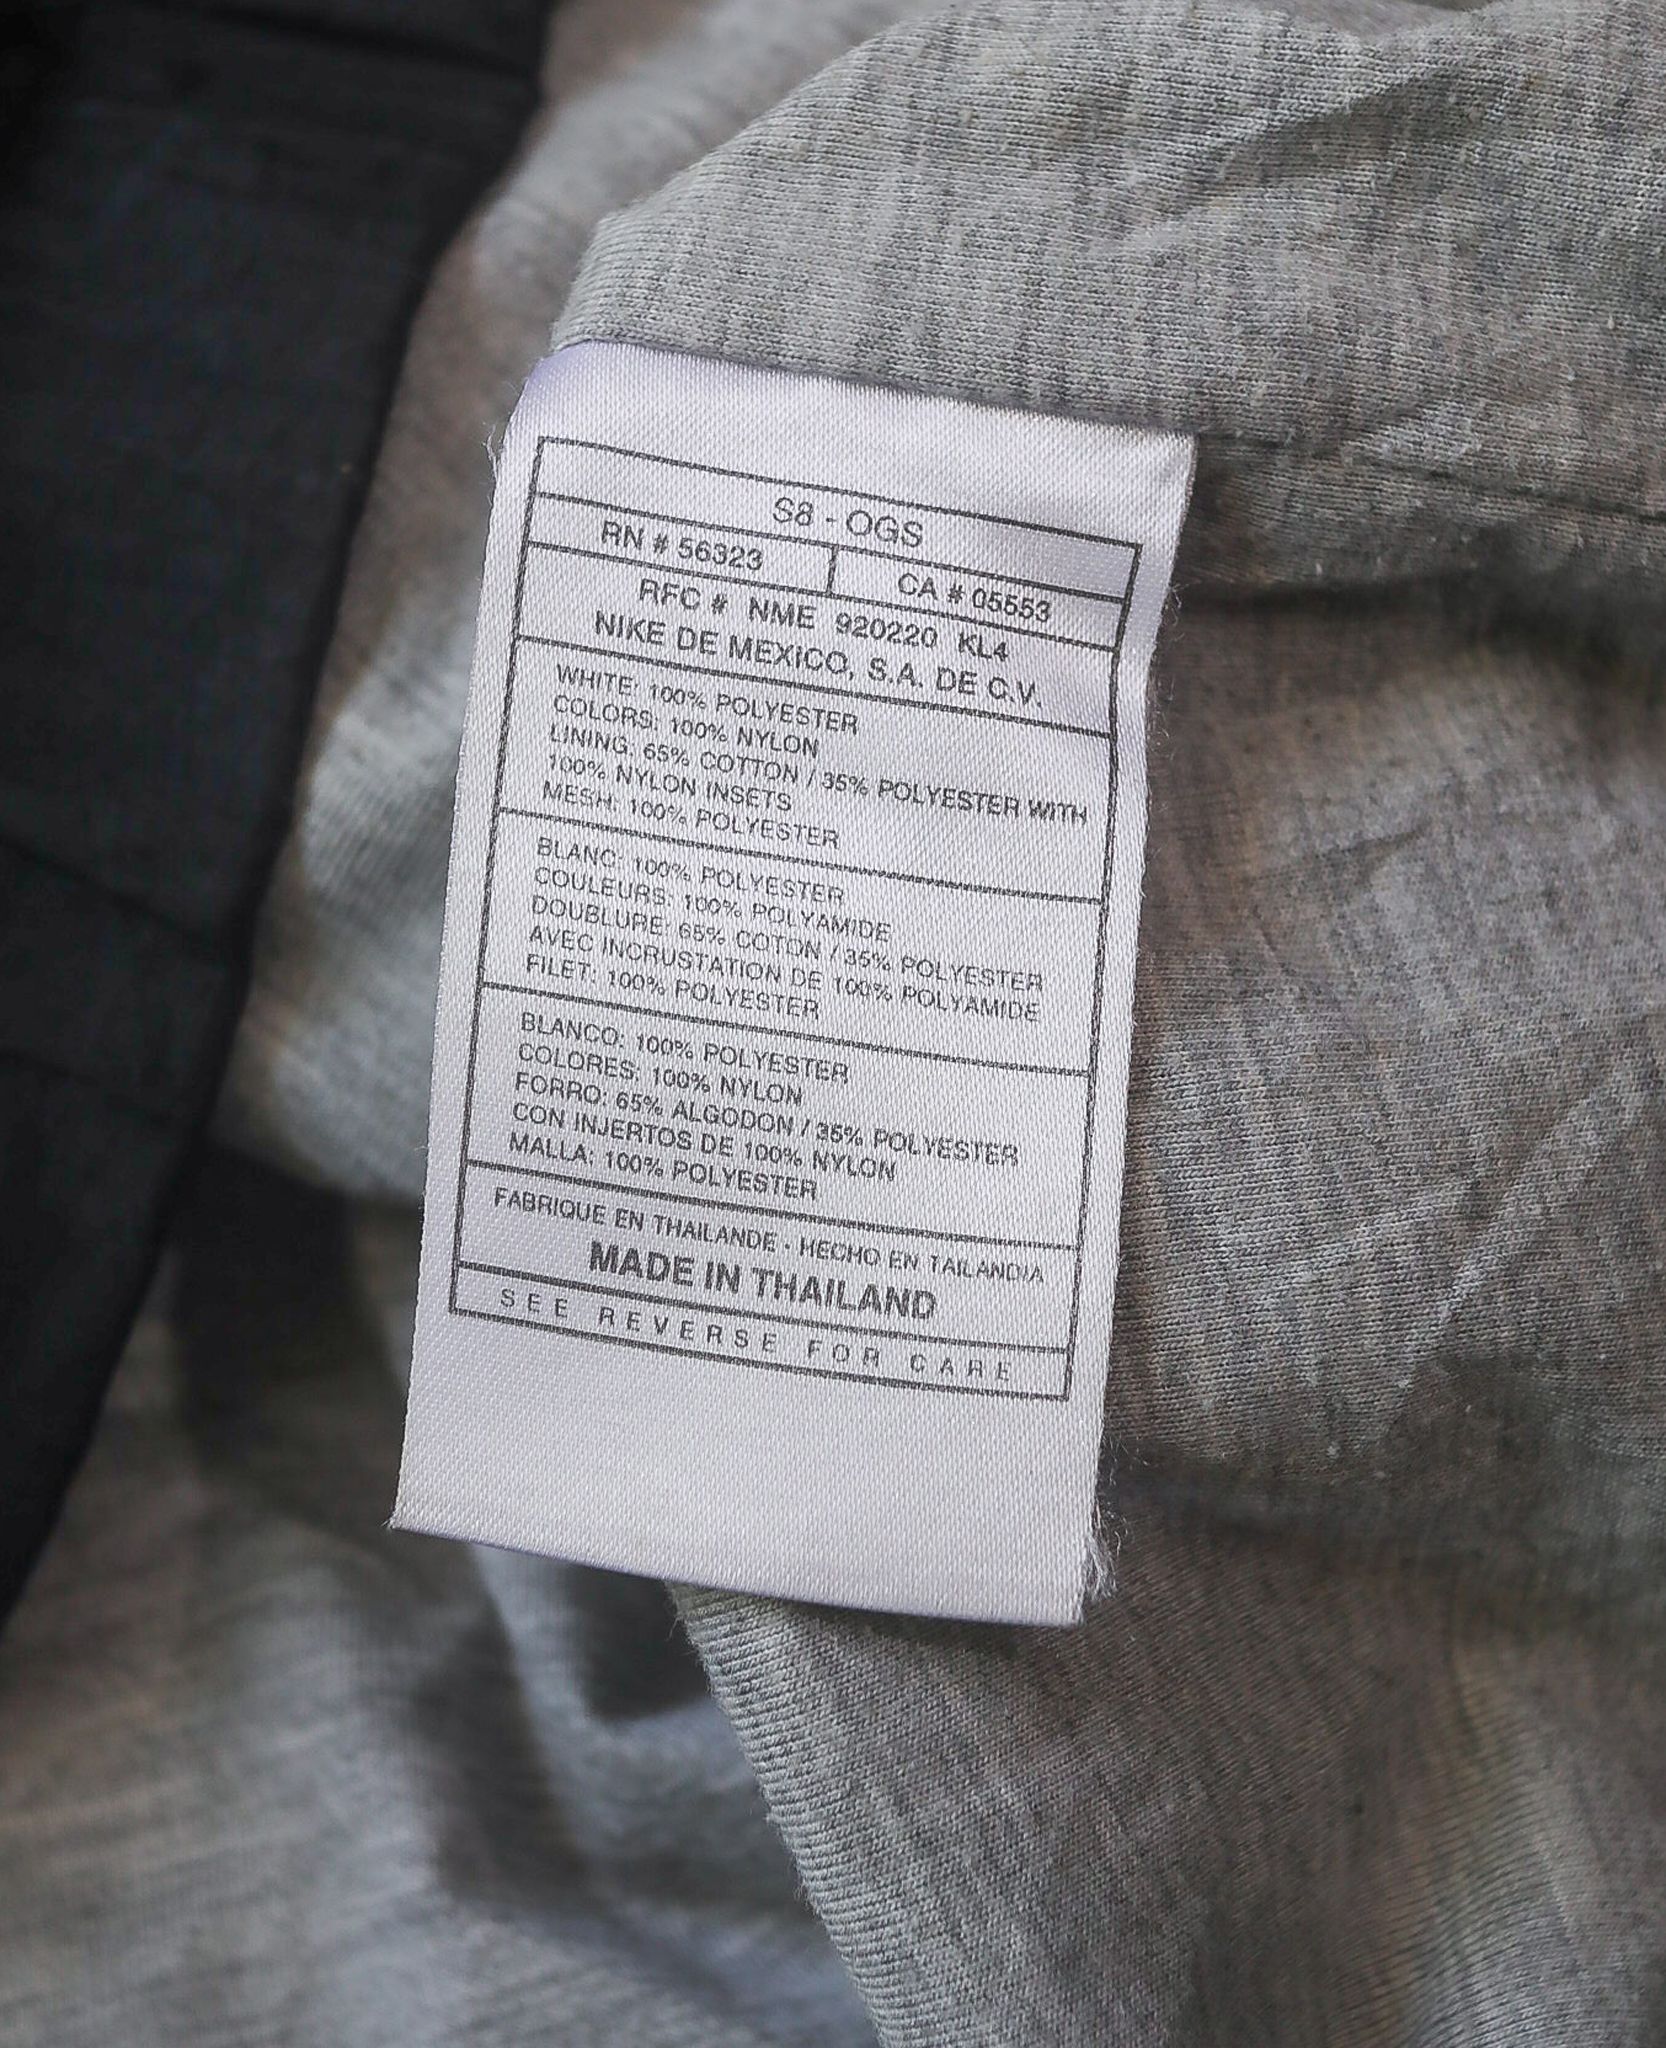 S8 - OGS
RN # 56323
CA # 05553
RFC # NME 920220 KL4
NIKE DE MEXICO, S.A. DE C.V.
WHITE: 100% POLYESTER
COLORS: 100% NYLON
LINING: 65% COTTON / 35% POLYESTER WITH
100% NYLON INSETS
MESH: 100% POLYESTER
BLANC: 100% POLYESTER
COULEURS: 100% POLYAMIDE
DOUBLURE: 65% COTON / 35% POLYESTER
AVEC INCRUSTATION DE 100% POLYAMIDE
FILET: 100% POLYESTER
BLANCO: 100% POLYESTER
COLORES: 100% NYLON
FORRO: 65% ALGODON / 35% POLYESTER
CON INJERTOS DE 100% NYLON
MALLA: 100% POLYESTER
FABRIQUE EN THAILANDE - HECHO EN TAILANDIA
MADE IN THAILAND
SEE REVERSE FOR CARE